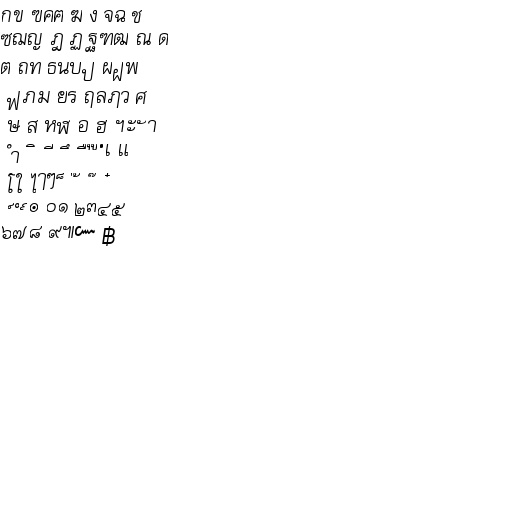 กข ฃคฅ ฆ ง จฉ ช
ซฌญ ฎ ฏ ฐฑฒ ณ ด
ต ถท ธนบป ผฝพ
ฟภม ยร ฤลฦว ศ
ษ ส หฬ อ ฮ ฯะ ั า
ำ ิ ี ึ ื ุ ู ฺ เ แ
โใ ไๅๆ ็ ่ ้ ๊ ๋
์ ํ ๎ ๏ ๐๑ ๒๓๔๕
๖๗ ๘ ๙๚๛ ฿